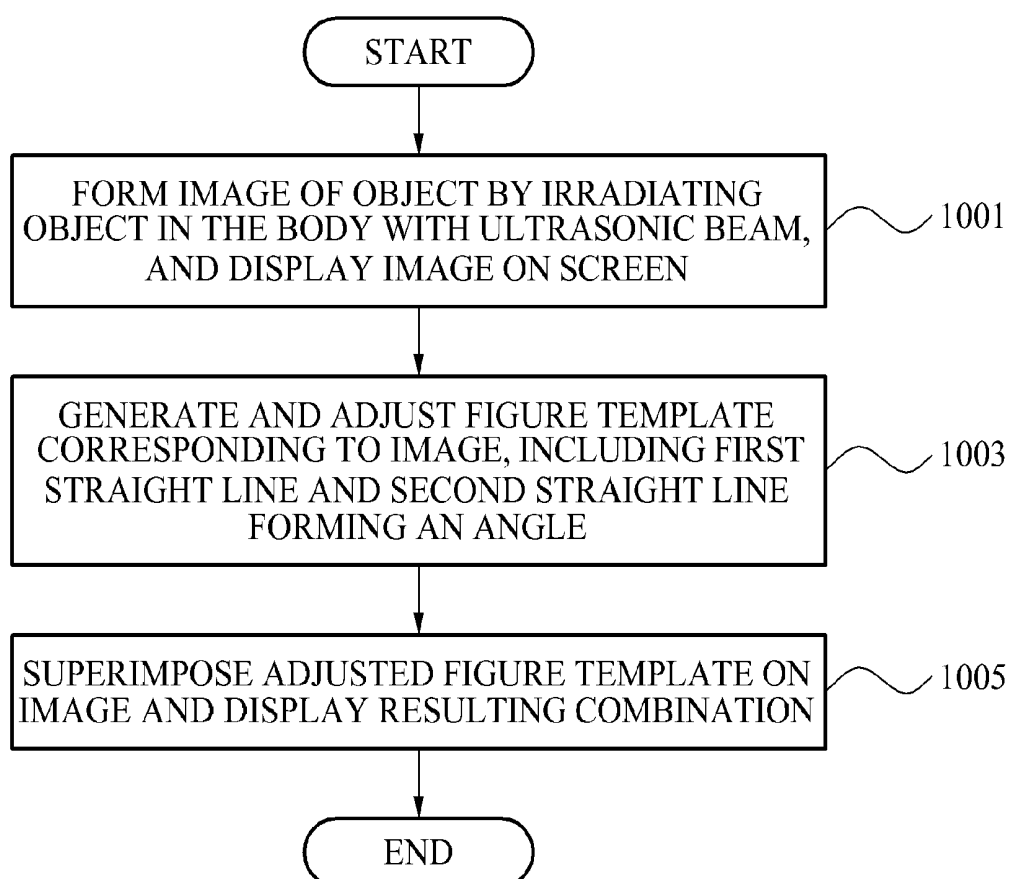 START
FORM IMAGE OF OBJECT BY IRRADIATING
OBJECT IN THE BODY WITH ULTRASONIC BEAM,
AND DISPLAY IMAGE ON SCREEN
1001
GENERATE AND ADJUST FIGURE TEMPLATE
CORRESPONDING TO IMAGE, INCLUDING FIRST
STRAIGHT LINE AND SECOND STRAIGHT LINE
FORMING AN ANGLE
1003
SUPERIMPOSE ADJUSTED FIGURE TEMPLATE ON
IMAGE AND DISPLAY RESULTING COMBINATION
1005
END